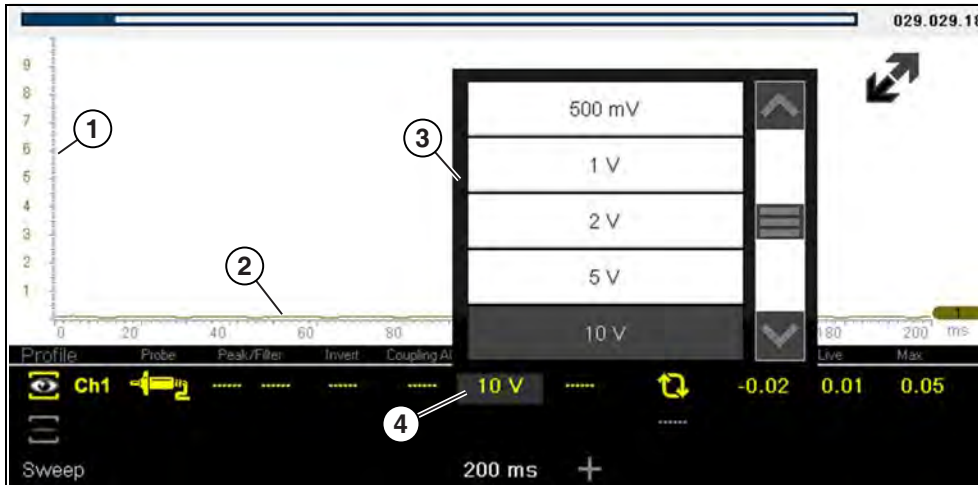 029.029.18
9
8
7
6
5
4
3
2
1
1
2
3
4
500 mV
1 V
2 V
5 V
10 V
0 20 40 60 80 180 200 ms
1
Profile Probe Peak/Filter Invert Coupling Live Max
Ch1 10 V -0.02 0.01 0.05
Sweep 200 ms